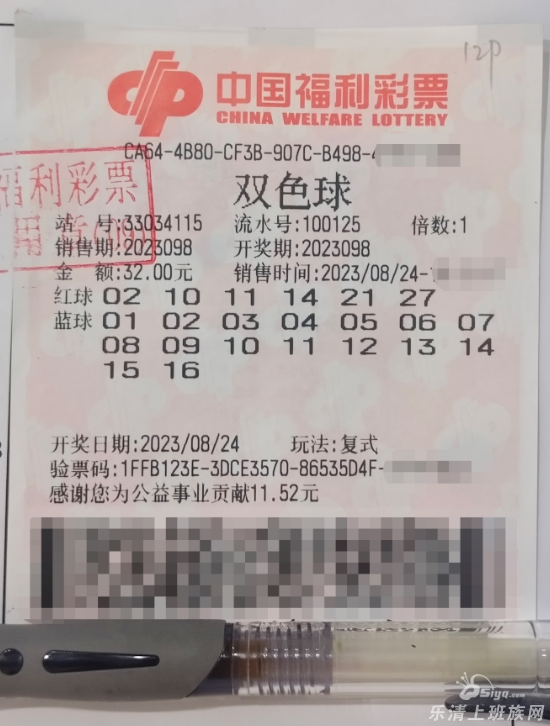 12P
中国福利彩票
CHINA WELFARE LOTTERY
CA64-4B80-CF3B-907C-B498-
福利彩票
双色球
站 号:33034115 流水号:100125 倍数:1
销售期:2023098 开奖期:2023098
金 额:32.00元 销售时间:2023/08/24-
红球 02 10 11 14 21 27
蓝球 01 02 03 04 05 06 07
08 09 10 11 12 13 14
15 16
开奖日期:2023/08/24 玩法:复式
验票码:1FFB123E-3DCE3570-86535D4F-
感谢您为公益事业贡献11.52元
乐清上班族网